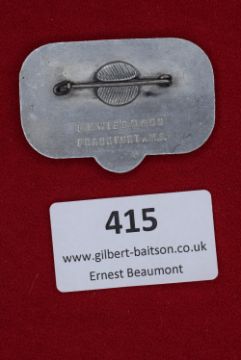 FRANKFURT A.M.
415
www.gilbert-baitson.co.uk
Ernest Beaumont